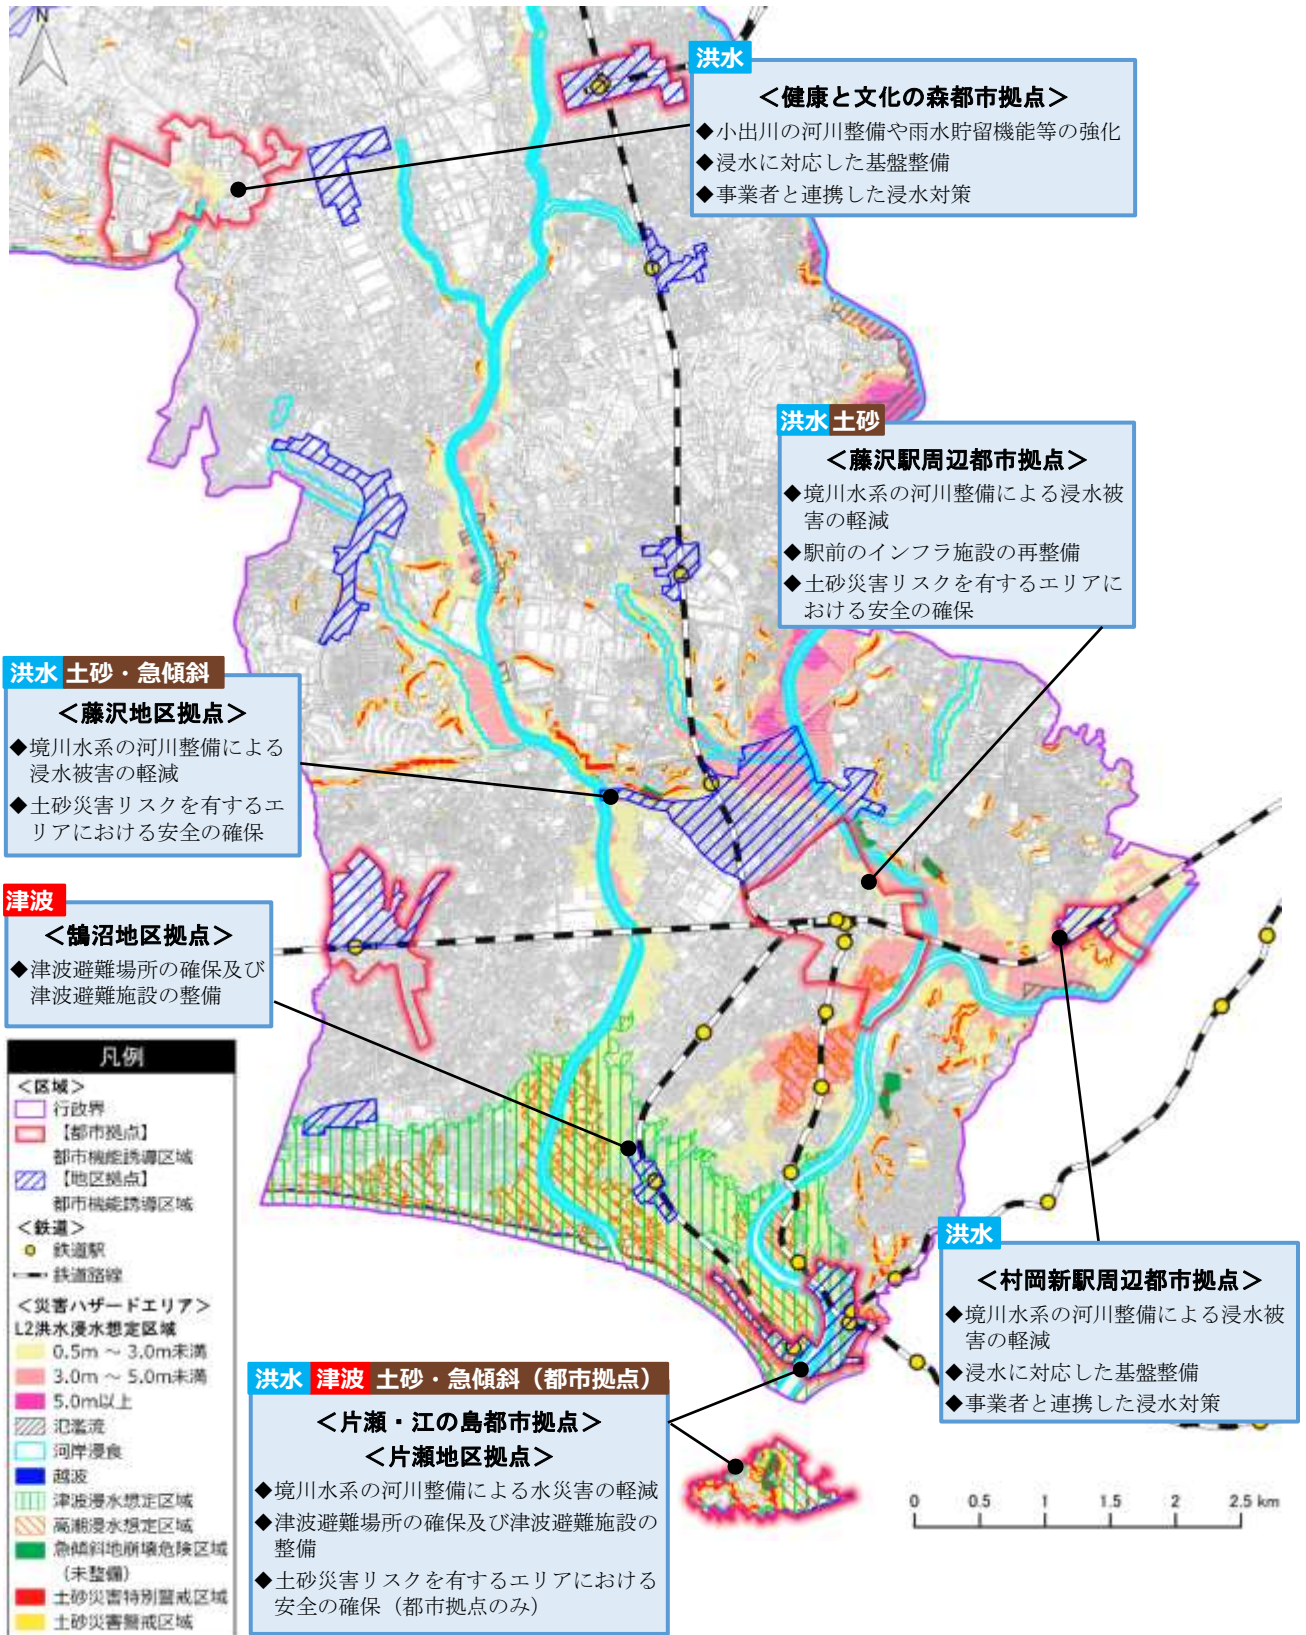 N
洪水
＜健康と文化の森都市拠点＞
◆小出川の河川整備や雨水貯留機能等の強化
◆浸水に対応した基盤整備
◆事業者と連携した浸水対策
洪水 土砂
＜藤沢駅周辺都市拠点＞
◆境川水系の河川整備による浸水被
害の軽減
◆駅前のインフラ施設の再整備
◆土砂災害リスクを有するエリアに
おける安全の確保
洪水 土砂・急傾斜
＜藤沢地区拠点＞
◆境川水系の河川整備による
浸水被害の軽減
◆土砂災害リスクを有するエ
リアにおける安全の確保
津波
＜鵠沼地区拠点＞
◆津波避難場所の確保及び
津波避難施設の整備
凡例
＜区域＞
行政界
【都市拠点】
都市機能誘導区域
【地区拠点】
都市機能誘導区域
＜鉄道＞
鉄道駅
鉄道路線
＜災害ハザードエリア＞
L2洪水浸水想定区域
0.5m ～ 3.0m未満
3.0m ～ 5.0m未満
5.0m以上
氾濫流
河岸浸食
越波
津波浸水想定区域
高潮浸水想定区域
急傾斜地崩壊危険区域
（未整備）
土砂災害特別警戒区域
土砂災害警戒区域
洪水 津波 土砂・急傾斜（都市拠点）
＜片瀬・江の島都市拠点＞
＜片瀬地区拠点＞
◆境川水系の河川整備による水災害の軽減
◆津波避難場所の確保及び津波避難施設の
整備
◆土砂災害リスクを有するエリアにおける
安全の確保（都市拠点のみ）
洪水
＜村岡新駅周辺都市拠点＞
◆境川水系の河川整備による浸水被
害の軽減
◆浸水に対応した基盤整備
◆事業者と連携した浸水対策
0 0.5 1 1.5 2 2.5 km